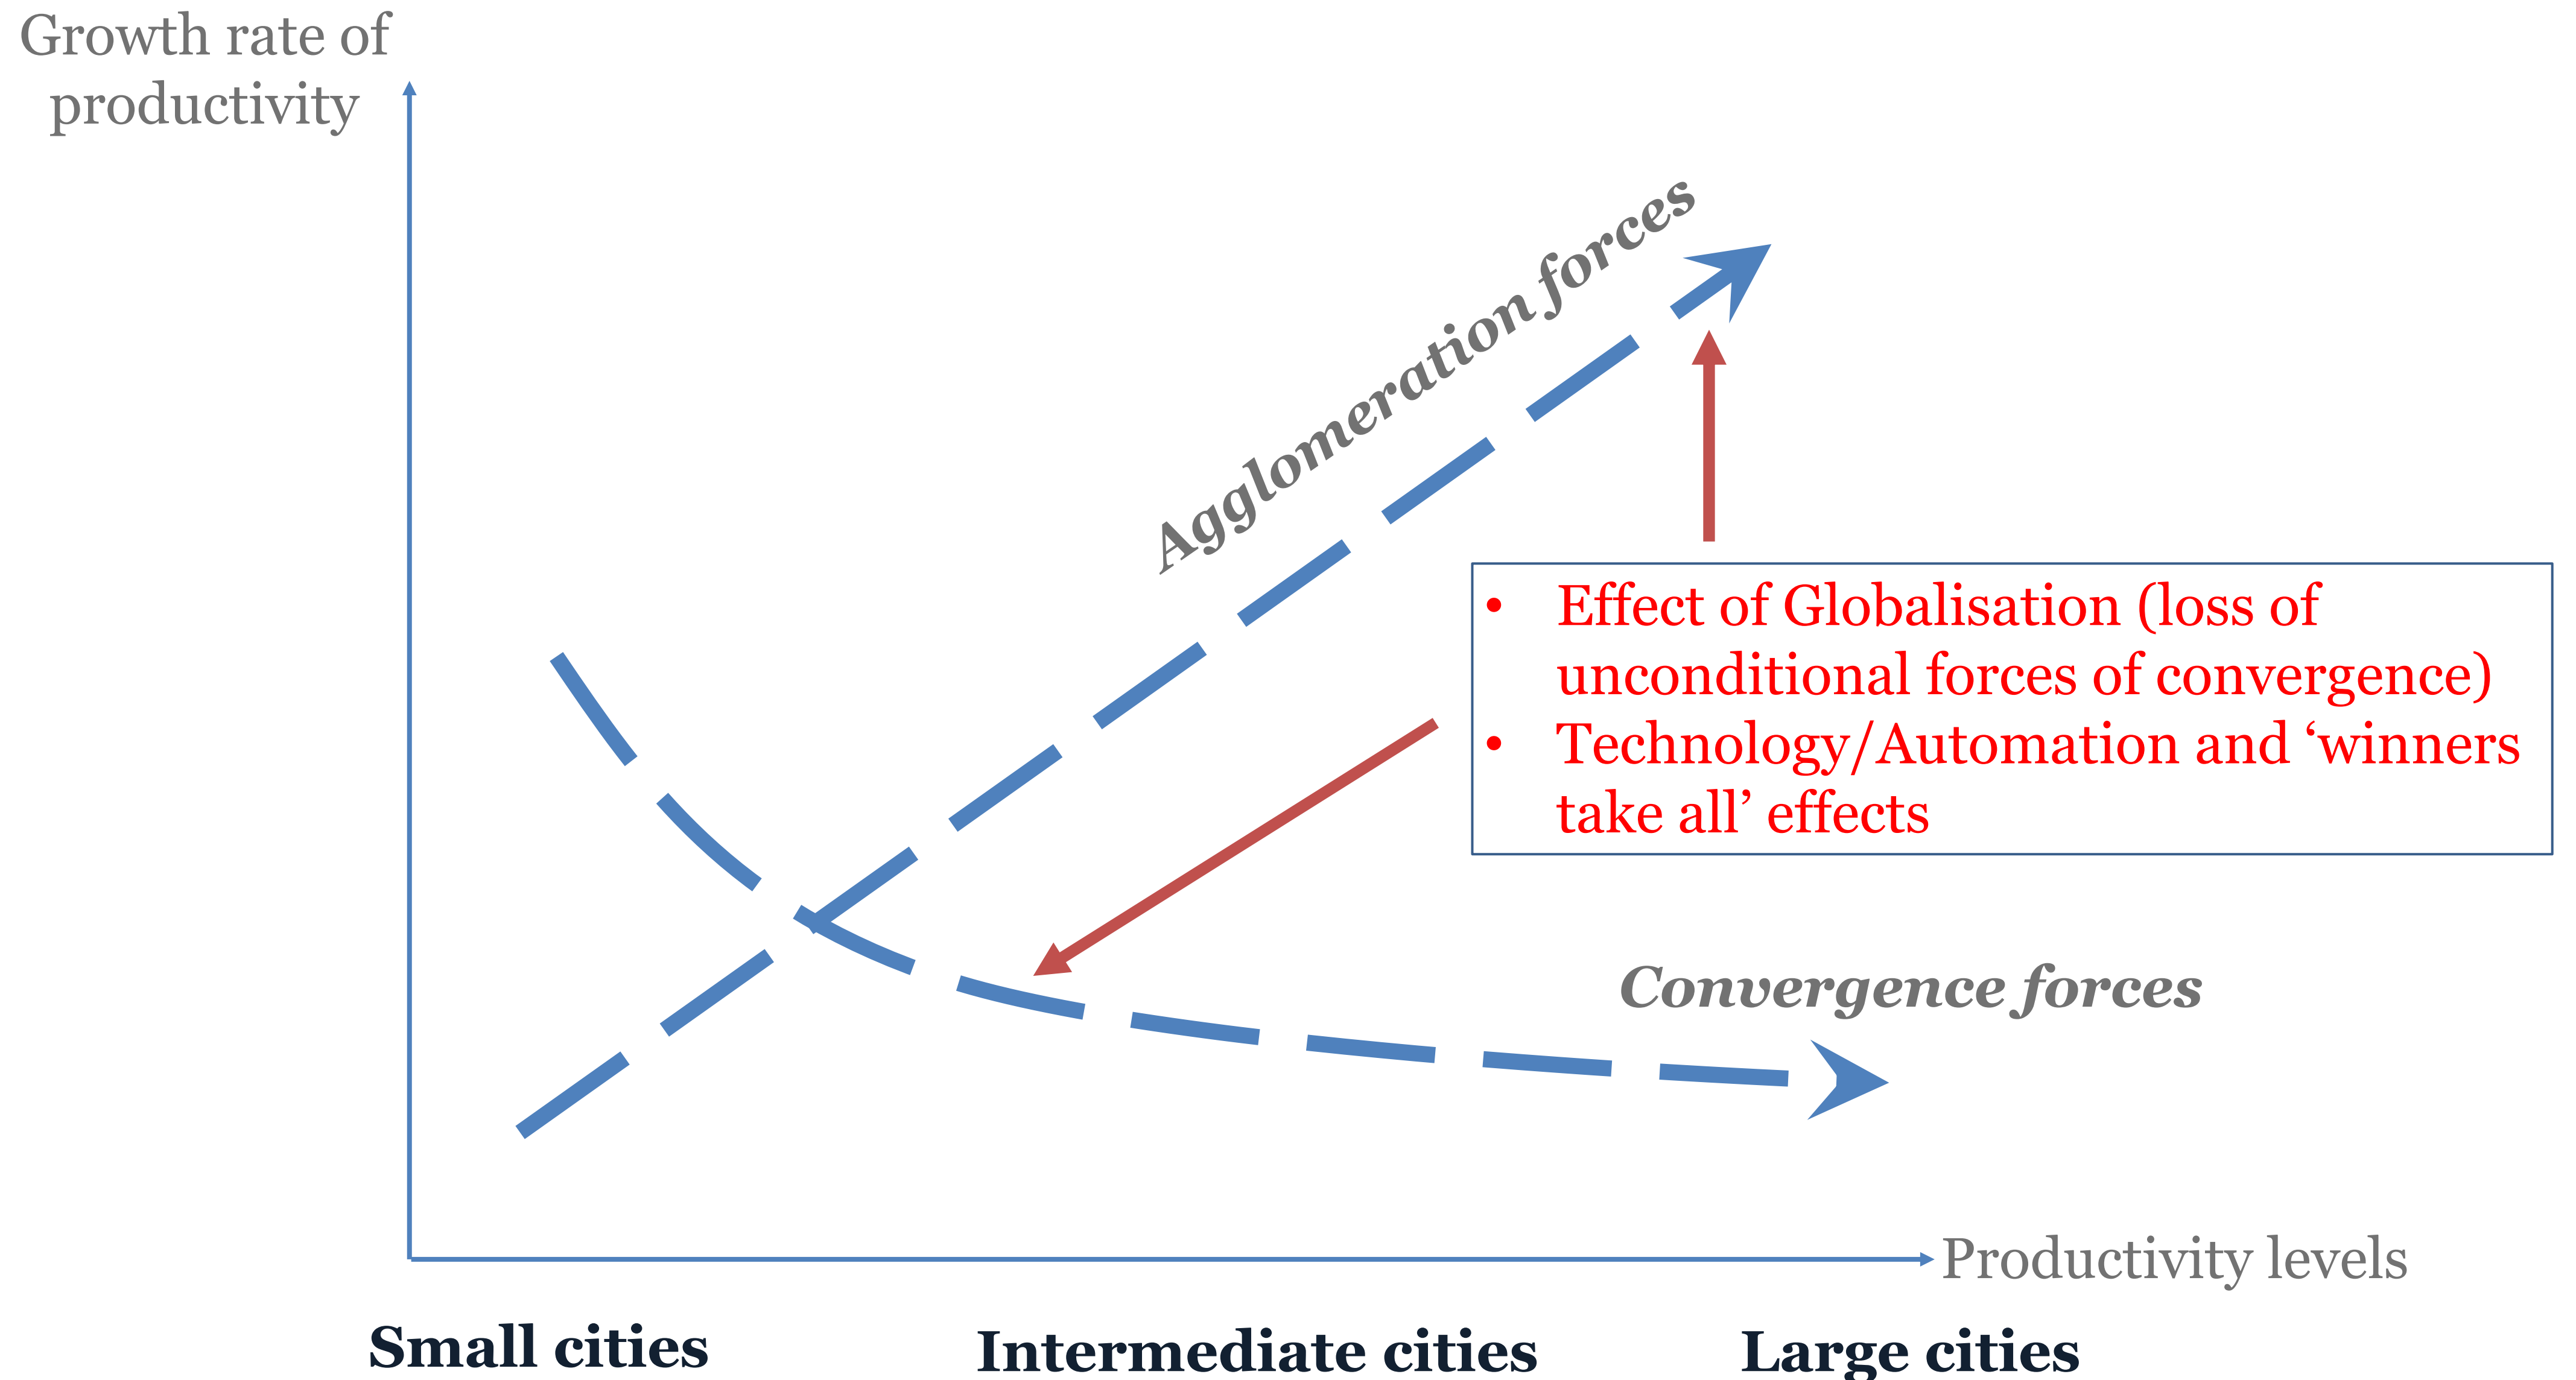 Growth rate of
productivity
Agglomeration forces
• Effect of Globalisation (loss of
unconditional forces of convergence)
• Technology/Automation and ‘winners
take all’ effects
Convergence forces
Productivity levels
Small cities
Intermediate cities
Large cities